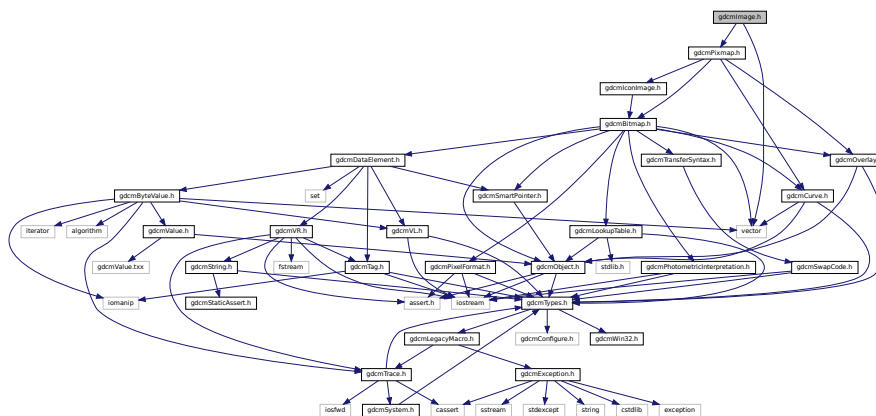 gdcmImage.h
gdcmPixmap.h
gdcmIconImage.h
gdcmBitmap.h
gdcmDataElement.h
gdcmTransferSyntax.h
gdcmOverlay
gdcmByteValue.h
set
gdcmSmartPointer.h
gdcmCurve.h
iterator
algorithm
gdcmValue.h
gdcmVR.h
gdcmVL.h
gdcmLookupTable.h
vector
gdcmValue.txx
gdcmString.h
fstream
gdcmTag.h
gdcmPixelFormat.h
gdcmObject.h
stdlib.h
gdcmPhotometricInterpretation.h
gdcmSwapCode.h
iomanip
gdcmStaticAssert.h
assert.h
iostream
gdcmTypes.h
gdcmLegacyMacro.h
gdcmConfigure.h
gdcmWin32.h
gdcmTrace.h
gdcmException.h
iosfwd
gdcmSystem.h
cassert
sstream
stdexcept
string
cstdlib
exception